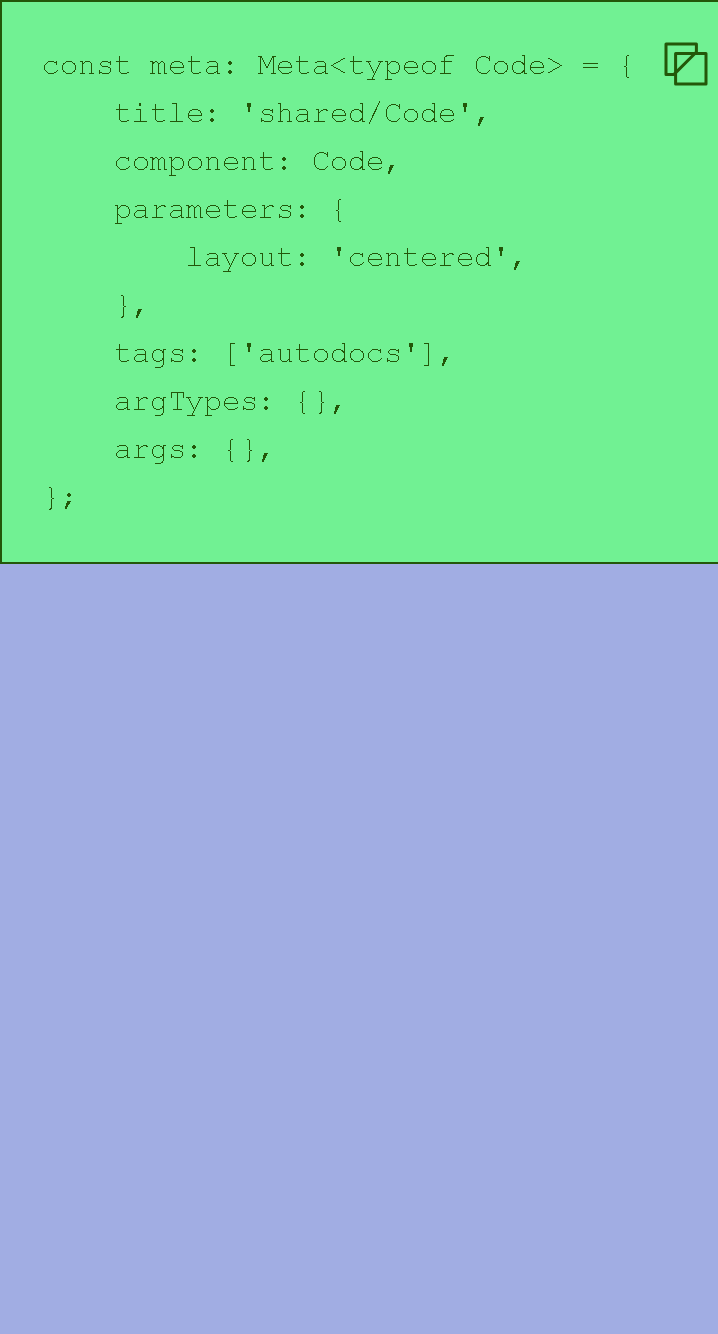 const meta: Meta<typeof Code> = {
    title: 'shared/Code',
    component: Code,
    parameters: {
        layout: 'centered',
    },
    tags: ['autodocs'],
    argTypes: {},
    args: {},
};